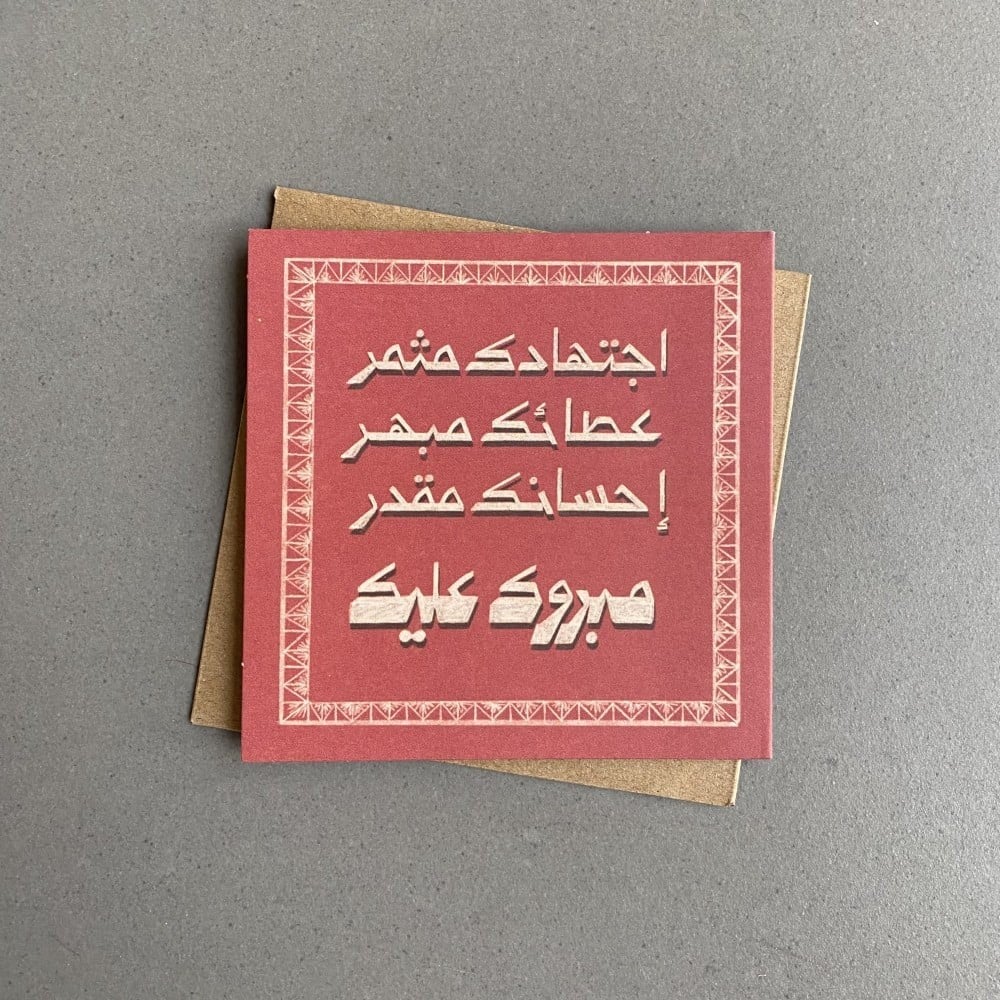 اجتهادك مثمر
عطائك مبهر
إحسانك مقدر
مبروك عليك